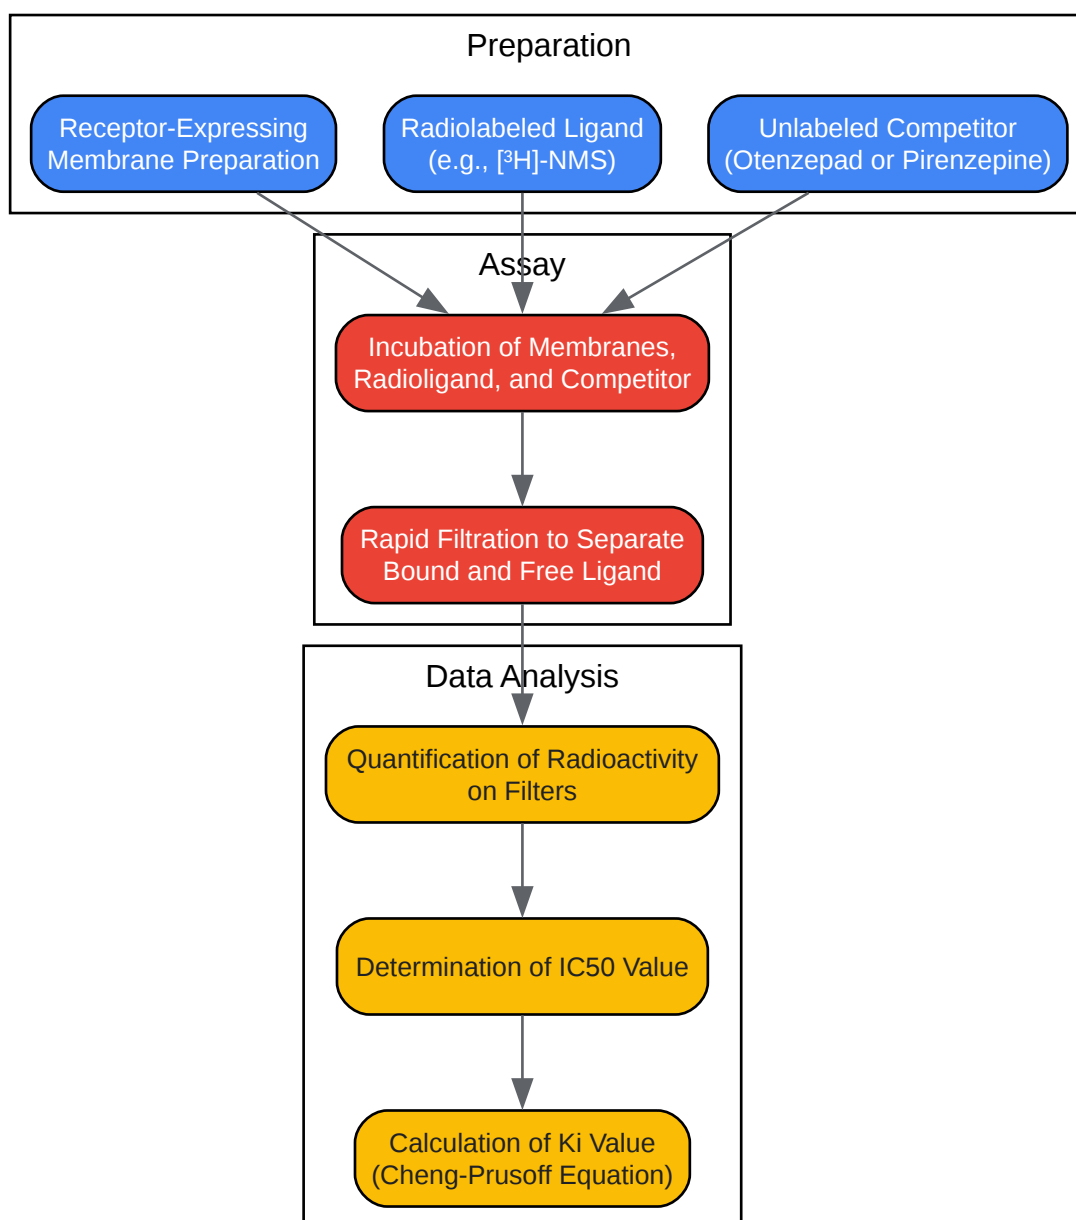 Preparation
Receptor-Expressing
Membrane Preparation
Radiolabeled Ligand
(e.g., [³H]-NMS)
Unlabeled Competitor
(Otenzepad or Pirenzepine)
Assay
Incubation of Membranes,
Radioligand, and Competitor
Rapid Filtration to Separate
Bound and Free Ligand
Data Analysis
Quantification of Radioactivity
on Filters
Determination of IC50 Value
Calculation of Ki Value
(Cheng-Prusoff Equation)